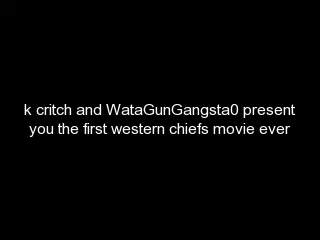 k critch and WataGunGangsta0 present
you the first western chiefs movie ever